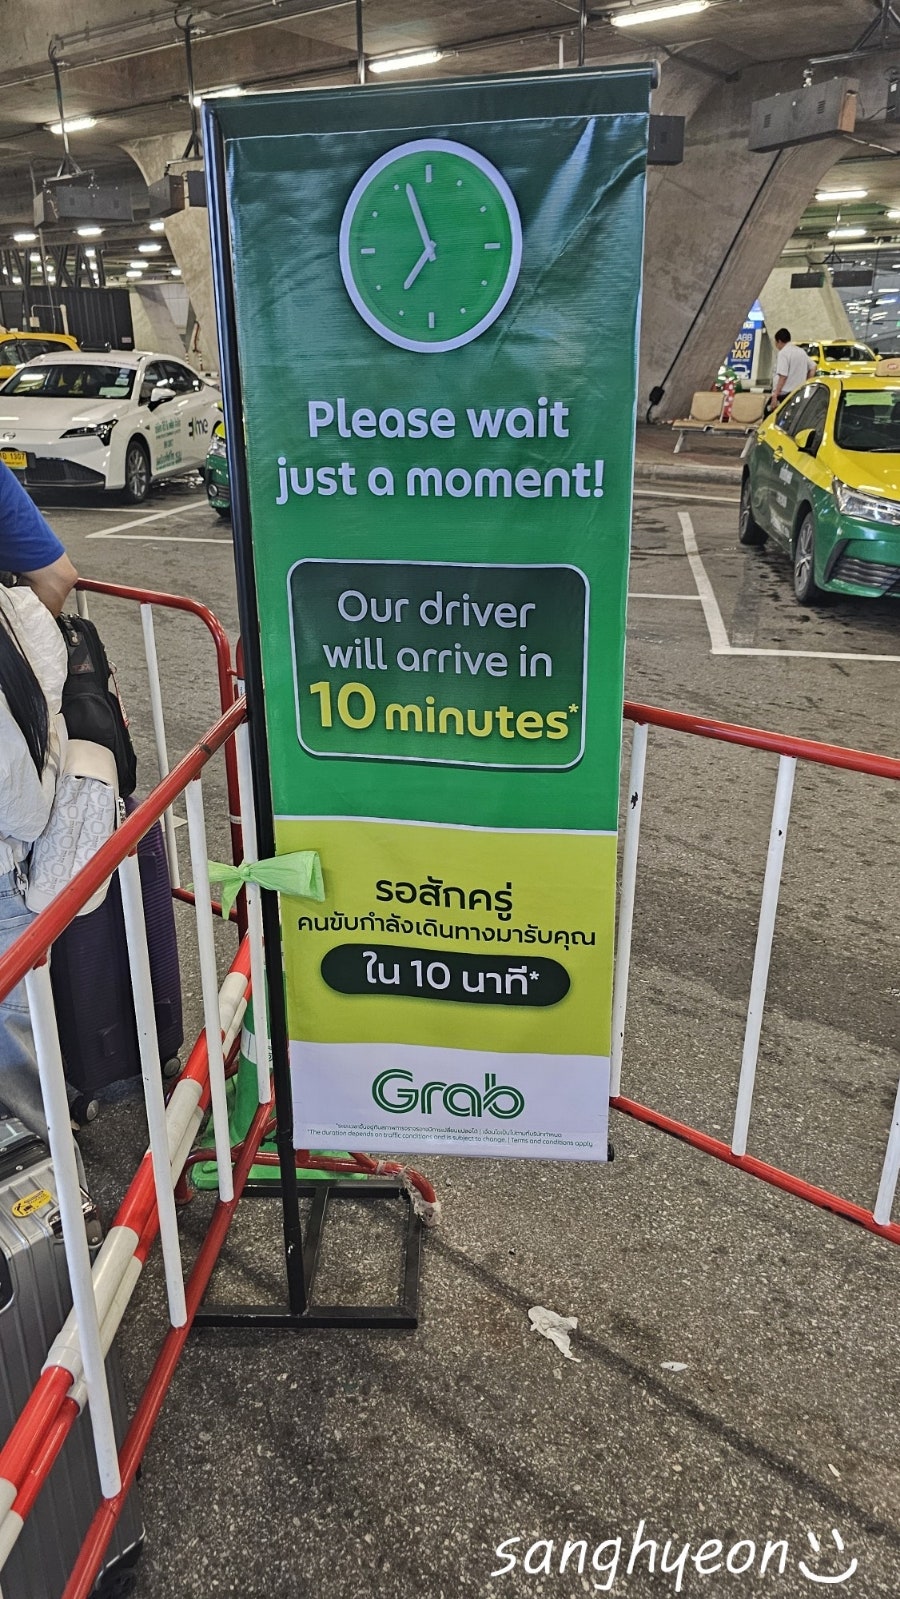 Please wait
just a moment!
Our driver
will arrive in
10 minutes*
รอสักครู่
คนขับกำลังเดินทางมารับคุณ
ใน 10 นาที*
Grab
*The duration depends on traffic conditions and is subject to change. | Terms and conditions apply.
VIP
TAXI
sanghyeon